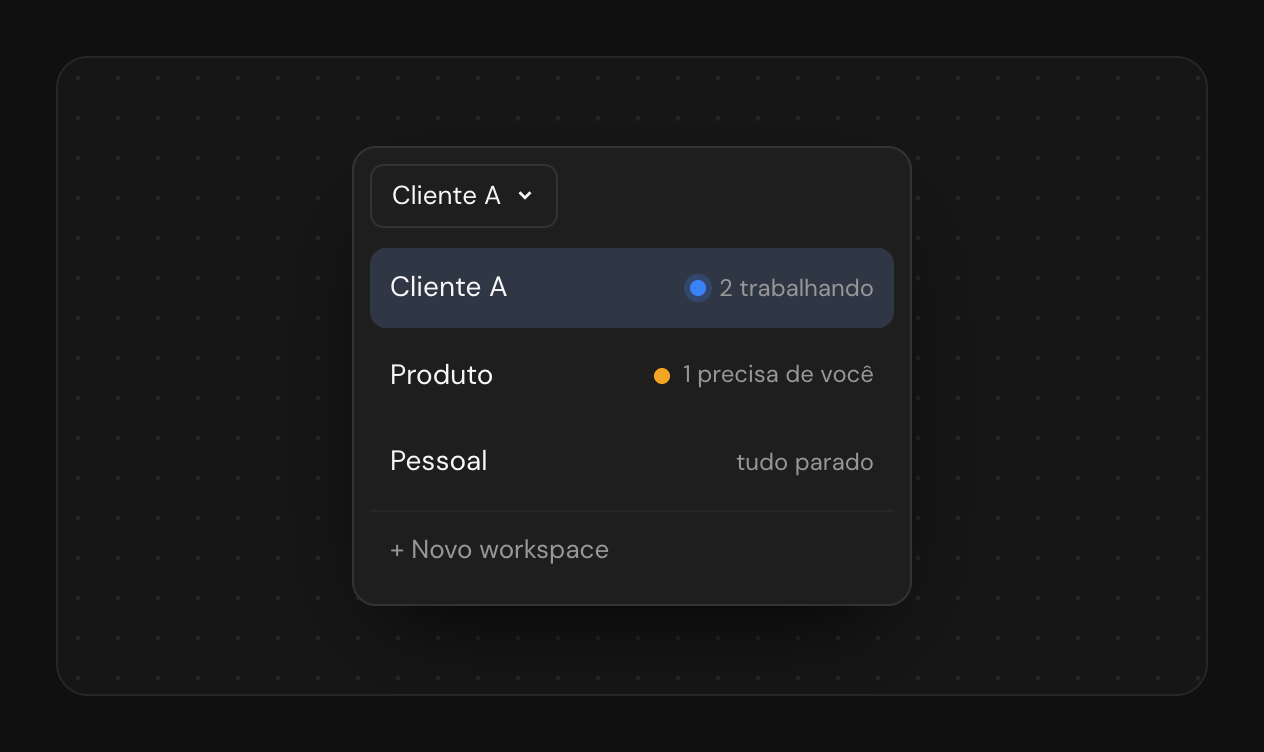 Cliente A
Cliente A 2 trabalhando
Produto 1 precisa de você
Pessoal tudo parado
+ Novo workspace